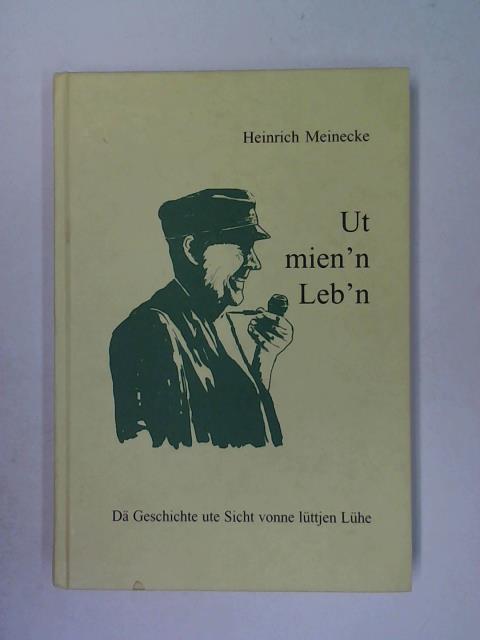 Heinrich Meinecke
Ut
mien'n
Leb'n
Dä Geschichte ute Sicht vonne lüttjen Lühe